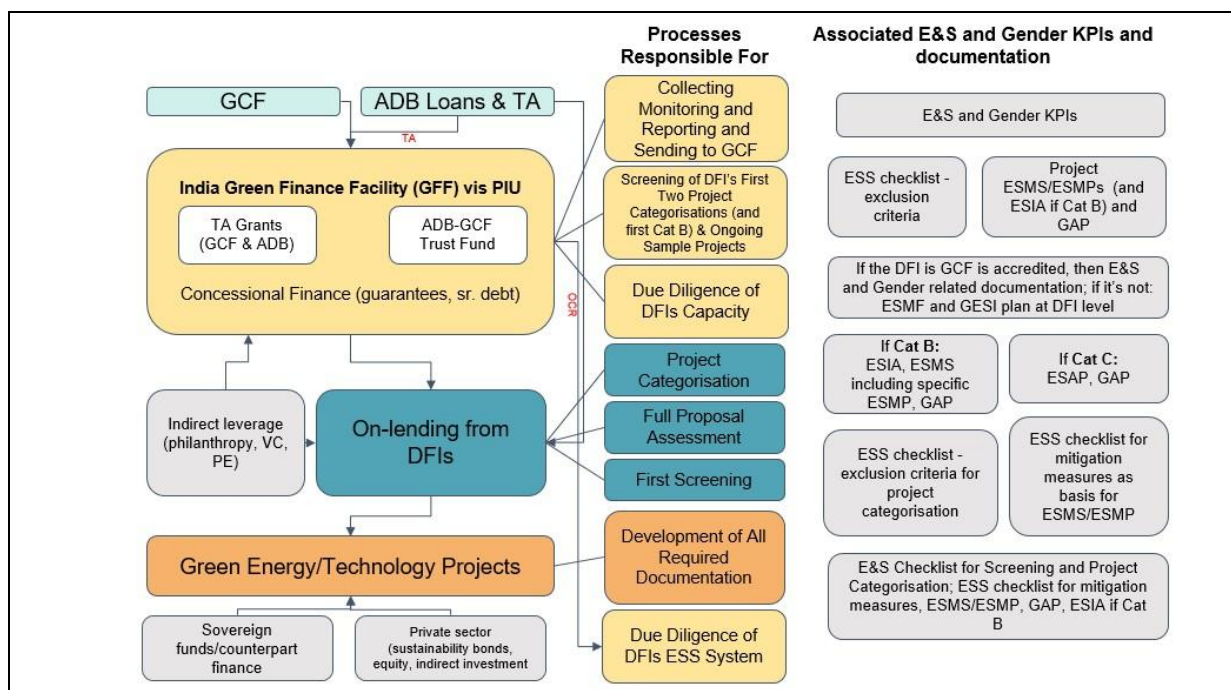 Processes
Responsible For
Associated E&S and Gender KPIs and
documentation
GCF
ADB Loans & TA
TA
India Green Finance Facility (GFF) vis PIU
TA Grants
(GCF & ADB)
ADB-GCF
Trust Fund
Concessional Finance (guarantees, sr. debt)
OCR
Indirect leverage
(philanthropy, VC,
PE)
On-lending from
DFIs
Green Energy/Technology Projects
Sovereign
funds/counterpart
finance
Private sector
(sustainability bonds,
equity, indirect investment
Collecting
Monitoring and
Reporting and
Sending to GCF
Screening of DFI's First
Two Project
Categorisations (and
first Cat B) & Ongoing
Sample Projects
Due Diligence of
DFIs Capacity
Project
Categorisation
Full Proposal
Assessment
First Screening
Development of All
Required
Documentation
Due Diligence of
DFIs ESS System
E&S and Gender KPIs
ESS checklist -
exclusion
criteria
Project
ESMS/ESMPs (and
ESIA if Cat B) and
GAP
If the DFI is GCF is accredited, then E&S
and Gender related documentation; if it's not:
ESMF and GESI plan at DFI level
If Cat B:
ESIA, ESMS
including specific
ESMP, GAP
If Cat C:
ESAP, GAP
ESS checklist -
exclusion criteria for
project
categorisation
ESS checklist for
mitigation
measures as
basis for
ESMS/ESMP
E&S Checklist for Screening and Project
Categorisation; ESS checklist for mitigation
measures, ESMS/ESMP, GAP, ESIA if Cat
B